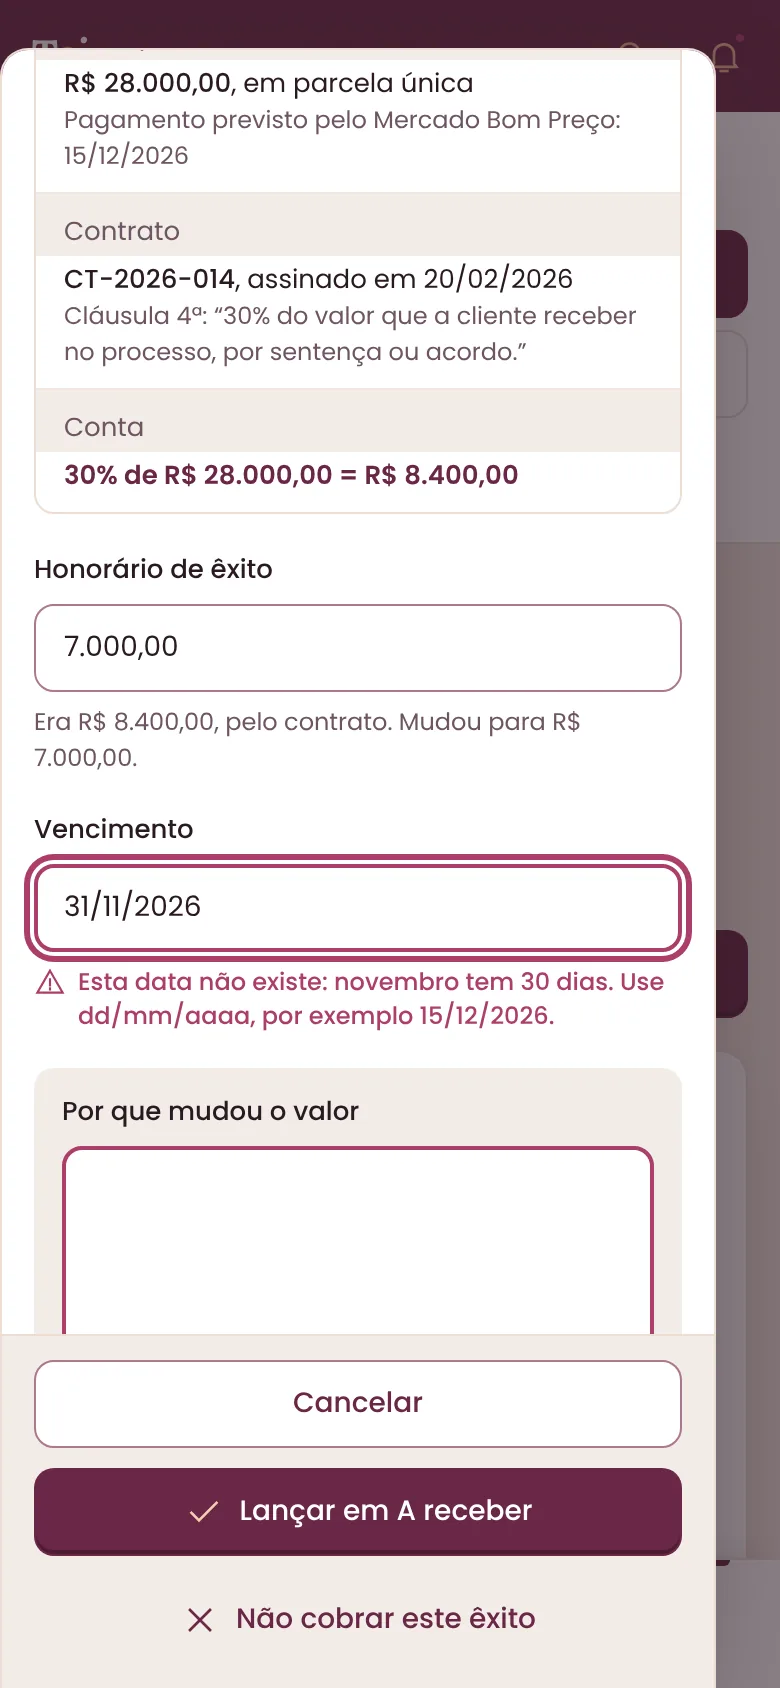 R$ 28.000,00, em parcela única
Pagamento previsto pelo Mercado Bom Preço:
15/12/2026
Contrato
CT-2026-014, assinado em 20/02/2026
Cláusula 4ª: “30% do valor que a cliente receber
no processo, por sentença ou acordo.”
Conta
30% de R$ 28.000,00 = R$ 8.400,00
Honorário de êxito
7.000,00
Era R$ 8.400,00, pelo contrato. Mudou para R$
7.000,00.
Vencimento
31/11/2026
Esta data não existe: novembro tem 30 dias. Use
dd/mm/aaaa, por exemplo 15/12/2026.
Por que mudou o valor
Cancelar
Lançar em A receber
Não cobrar este êxito